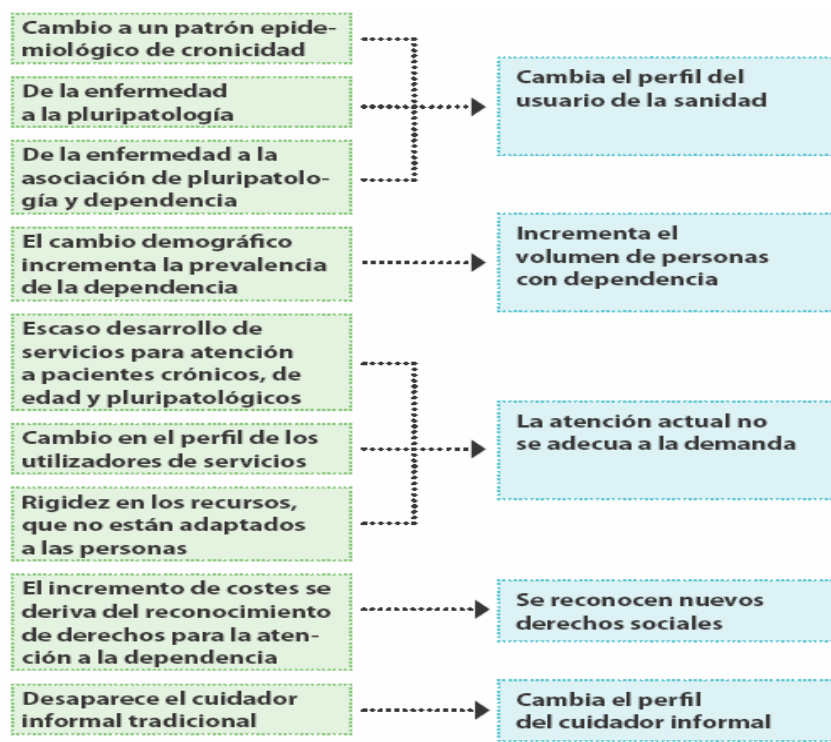 Cambio a un patrón epide-
miológico de cronicidad
De la enfermedad
a la pluripatología
De la enfermedad a la
asociación de pluripatolo-
gía y dependencia
Cambia el perfil del
usuario de la sanidad
El cambio demográfico
incrementa la prevalencia
de la dependencia
Incrementa el
volumen de personas
con dependencia
Escaso desarrollo de
servicios para atención
a pacientes crónicos, de
edad y pluripatológicos
Cambio en el perfil de los
utilizadores de servicios
Rigidez en los recursos,
que no están adaptados
a las personas
La atención actual no
se adecua a la demanda
El incremento de costes se
deriva del reconocimiento
de derechos para la aten-
ción a la dependencia
Se reconocen nuevos
derechos sociales
Desaparece el cuidador
informal tradicional
Cambia el perfil
del cuidador informal